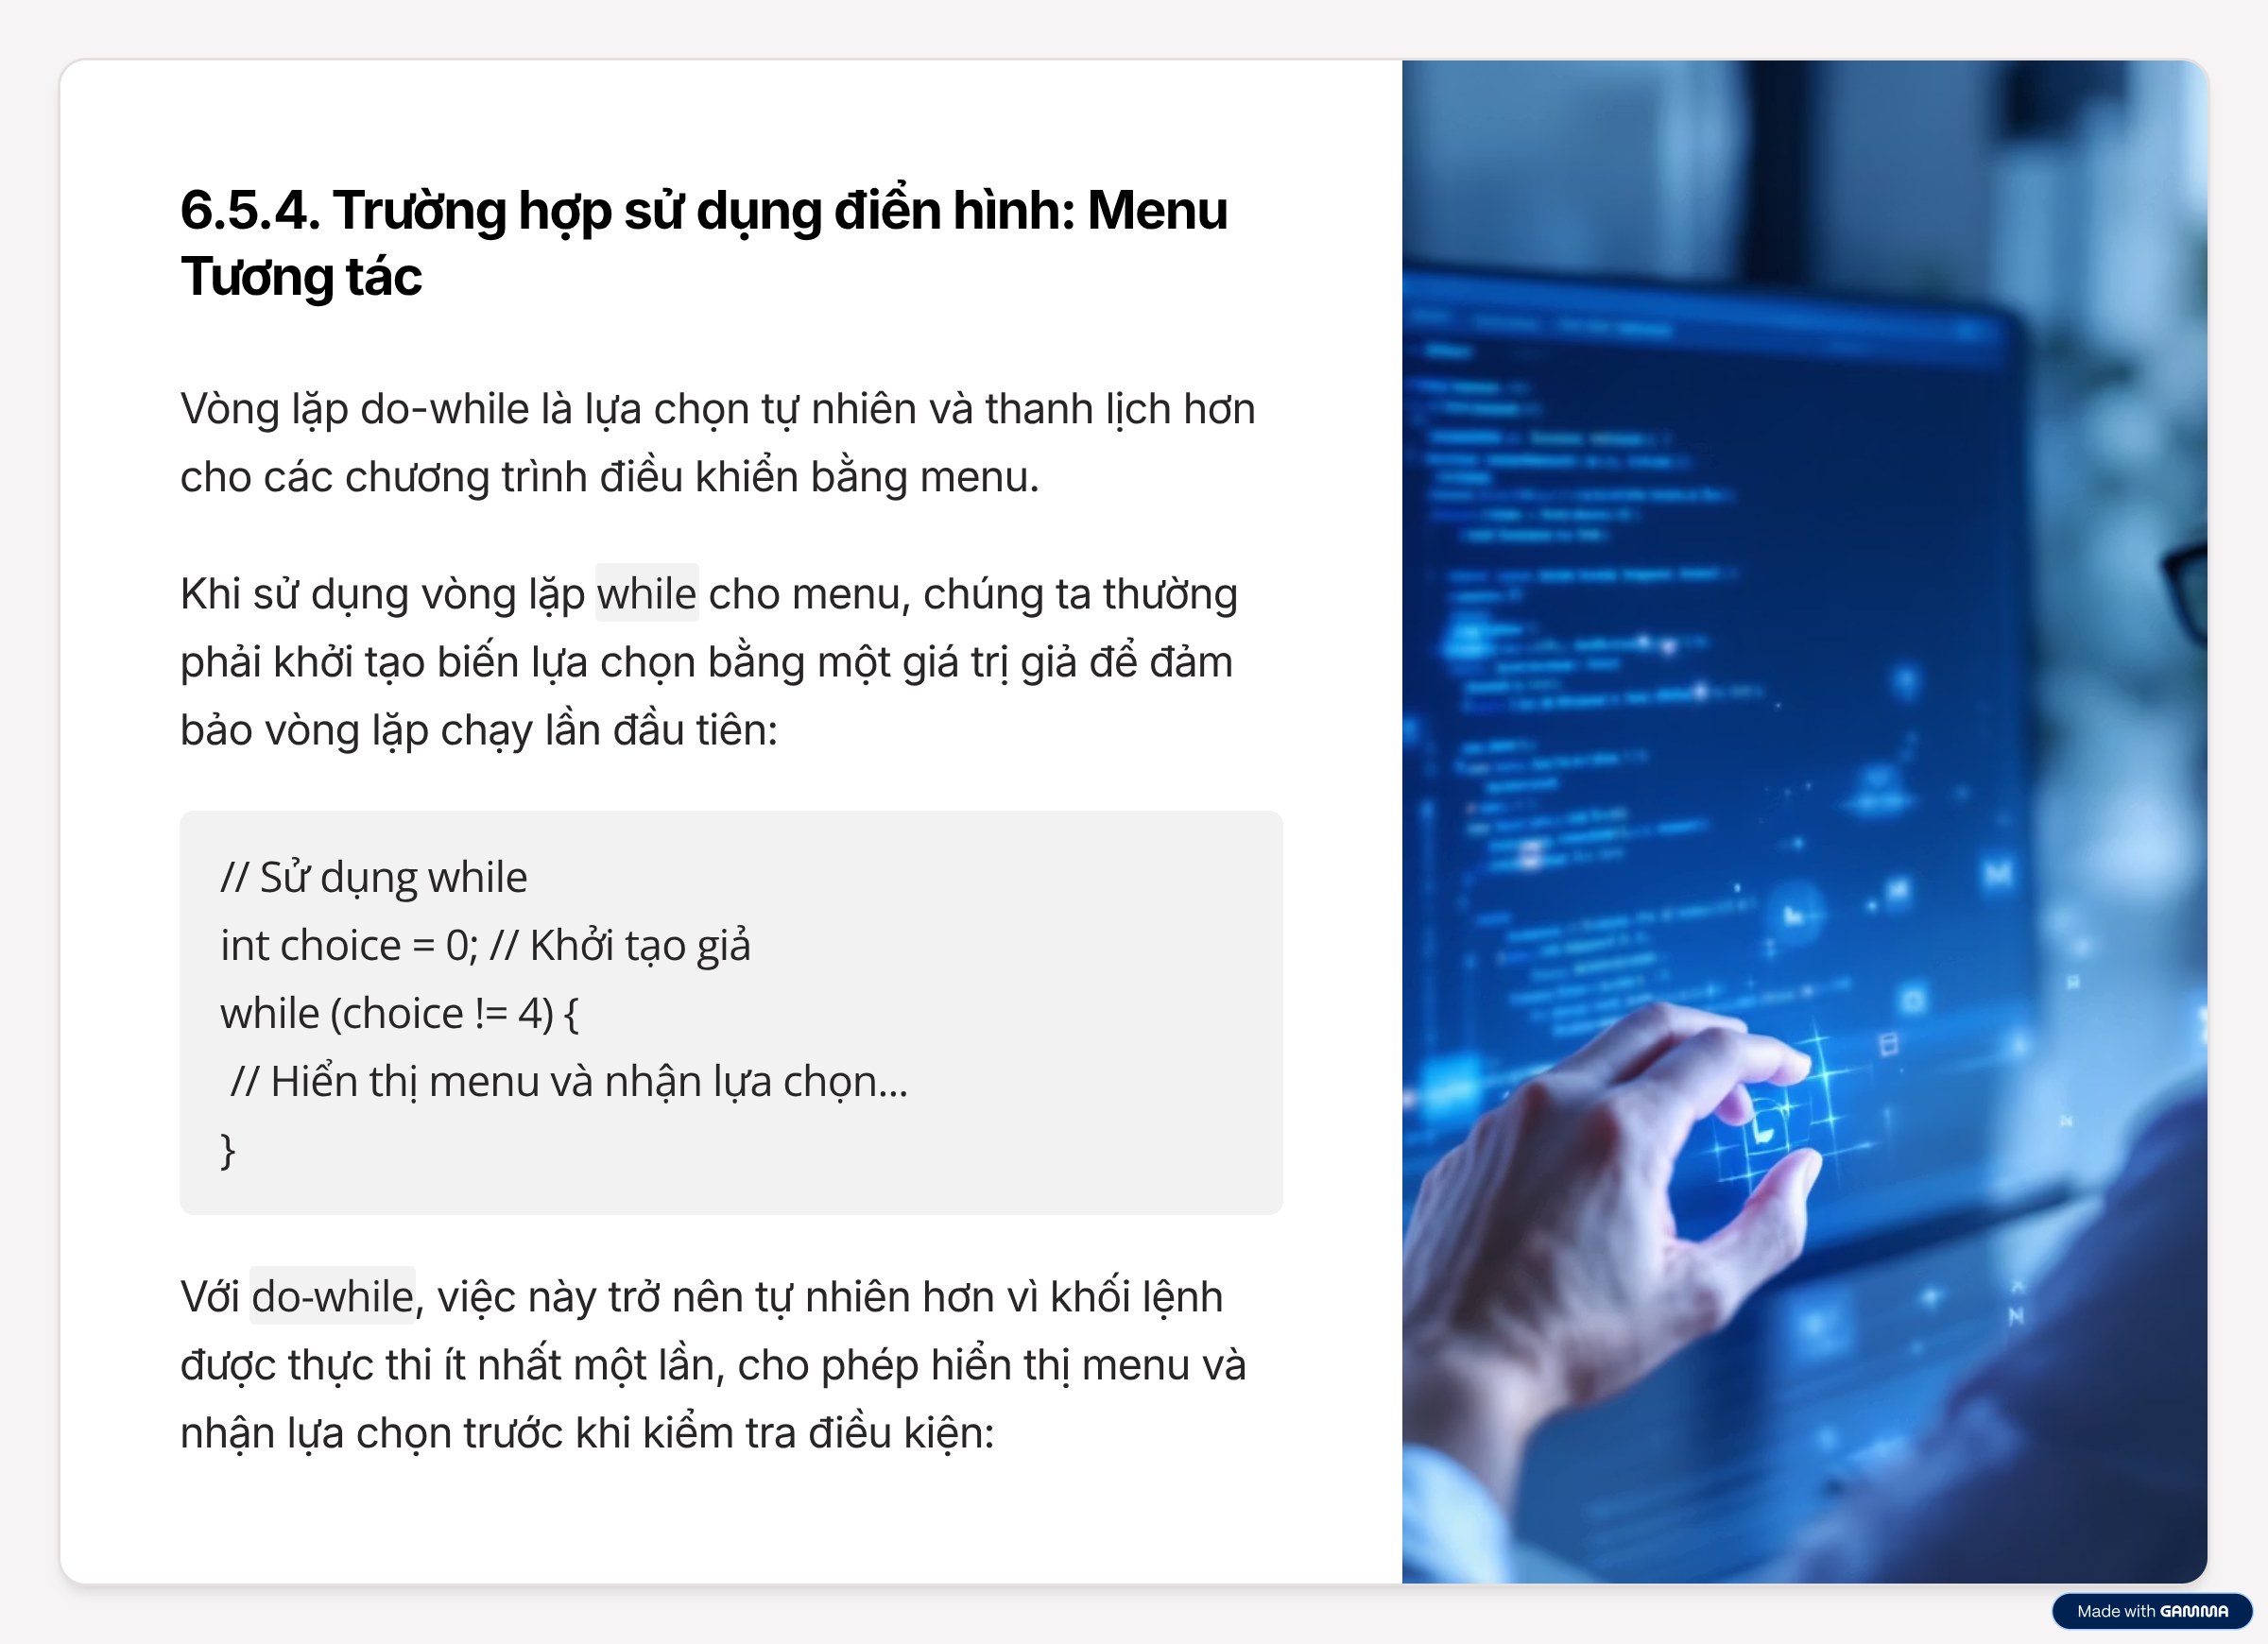 6.5.4. Trường hợp sử dụng điển hình: Menu
Tương tác
Vòng lặp do-while là lựa chọn tự nhiên và thanh lịch hơn
cho các chương trình điều khiển bằng menu.
Khi sử dụng vòng lặp while cho menu, chúng ta thường
phải khởi tạo biến lựa chọn bằng một giá trị giả để đảm
bảo vòng lặp chạy lần đầu tiên:
// Sử dụng while
int choice = 0; // Khởi tạo giả
while (choice != 4) {
// Hiển thị menu và nhận lựa chọn...
}
Với do-while, việc này trở nên tự nhiên hơn vì khối lệnh
được thực thi ít nhất một lần, cho phép hiển thị menu và
nhận lựa chọn trước khi kiểm tra điều kiện:
Made with GAMMA